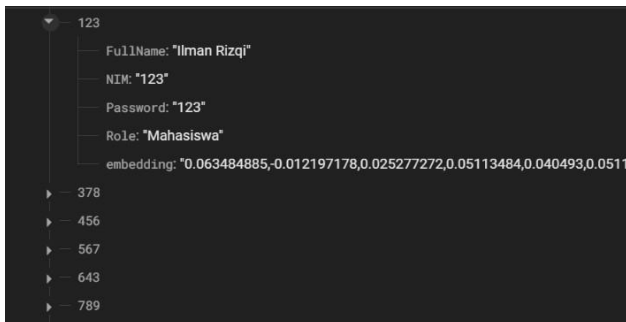 123
FullName: "Ilman Rizqi"
NIM: "123"
Password: "123"
Role: "Mahasiswa"
embedding: "0.063484885,-0.012197178,0.025277272,0.05113484,0.040493,0.0511
378
456
567
643
789